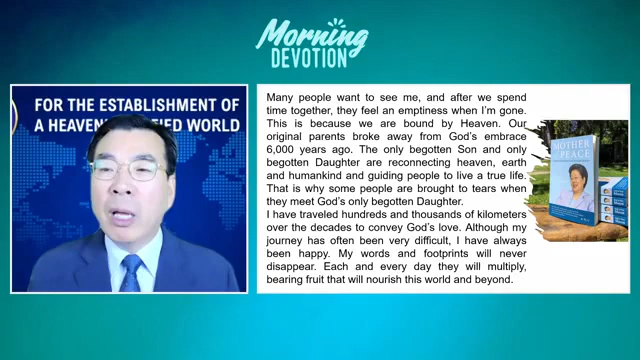 Morning
DEVOTION
FOR THE ESTABLISHMENT OF
A HEAVEN
WORLD
Many people want to see me, and after we spend
time together, they feel an emptiness when I'm gone.
This is because we are bound by Heaven. Our
original parents broke away from God's embrace
6,000 years ago. The only begotten Son and only
begotten Daughter are reconnecting heaven, earth
and humankind and guiding people to live a true life.
That is why some people are brought to tears when
they meet God's only begotten Daughter.
I have traveled hundreds and thousands of kilometers
over the decades to convey God's love. Although my
journey has often been very difficult, I have always
been happy. My words and footprints will never
disappear. Each and every day they will multiply,
bearing fruit that will nourish this world and beyond.
MOTHER
OF PEACE